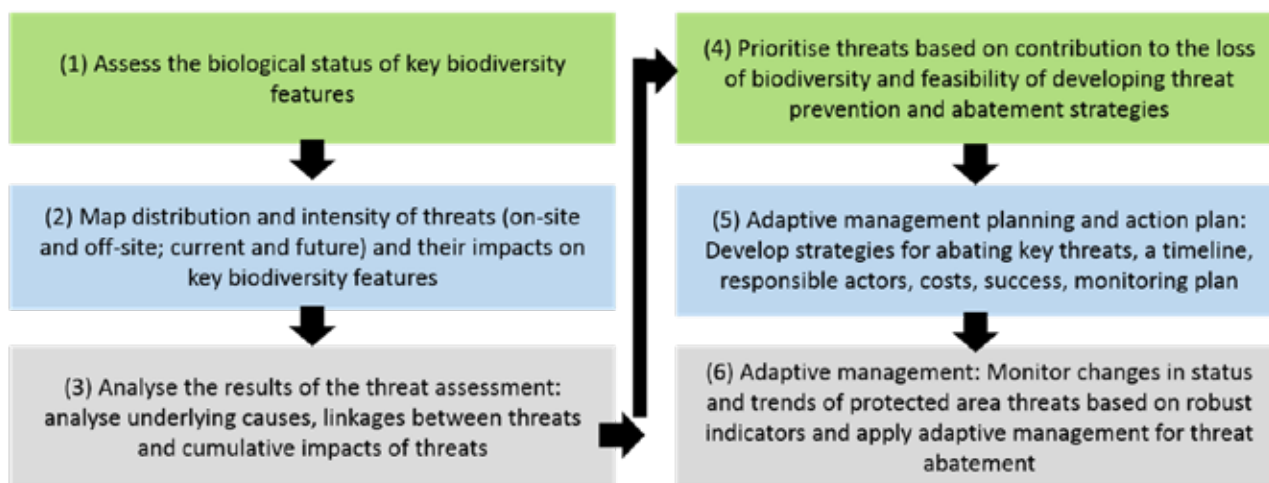 (1) Assess the biological status of key biodiversity
features
(2) Map distribution and intensity of threats (on-site
and off-site; current and future) and their impacts on
key biodiversity features
(3) Analyse the results of the threat assessment:
analyse underlying causes, linkages between threats
and cumulative impacts of threats
(4) Prioritise threats based on contribution to the loss
of biodiversity and feasibility of developing threat
prevention and abatement strategies
(5) Adaptive management planning and action plan:
Develop strategies for abating key threats, a timeline,
responsible actors, costs, success, monitoring plan
(6) Adaptive management: Monitor changes in status
and trends of protected area threats based on robust
indicators and apply adaptive management for threat
abatement